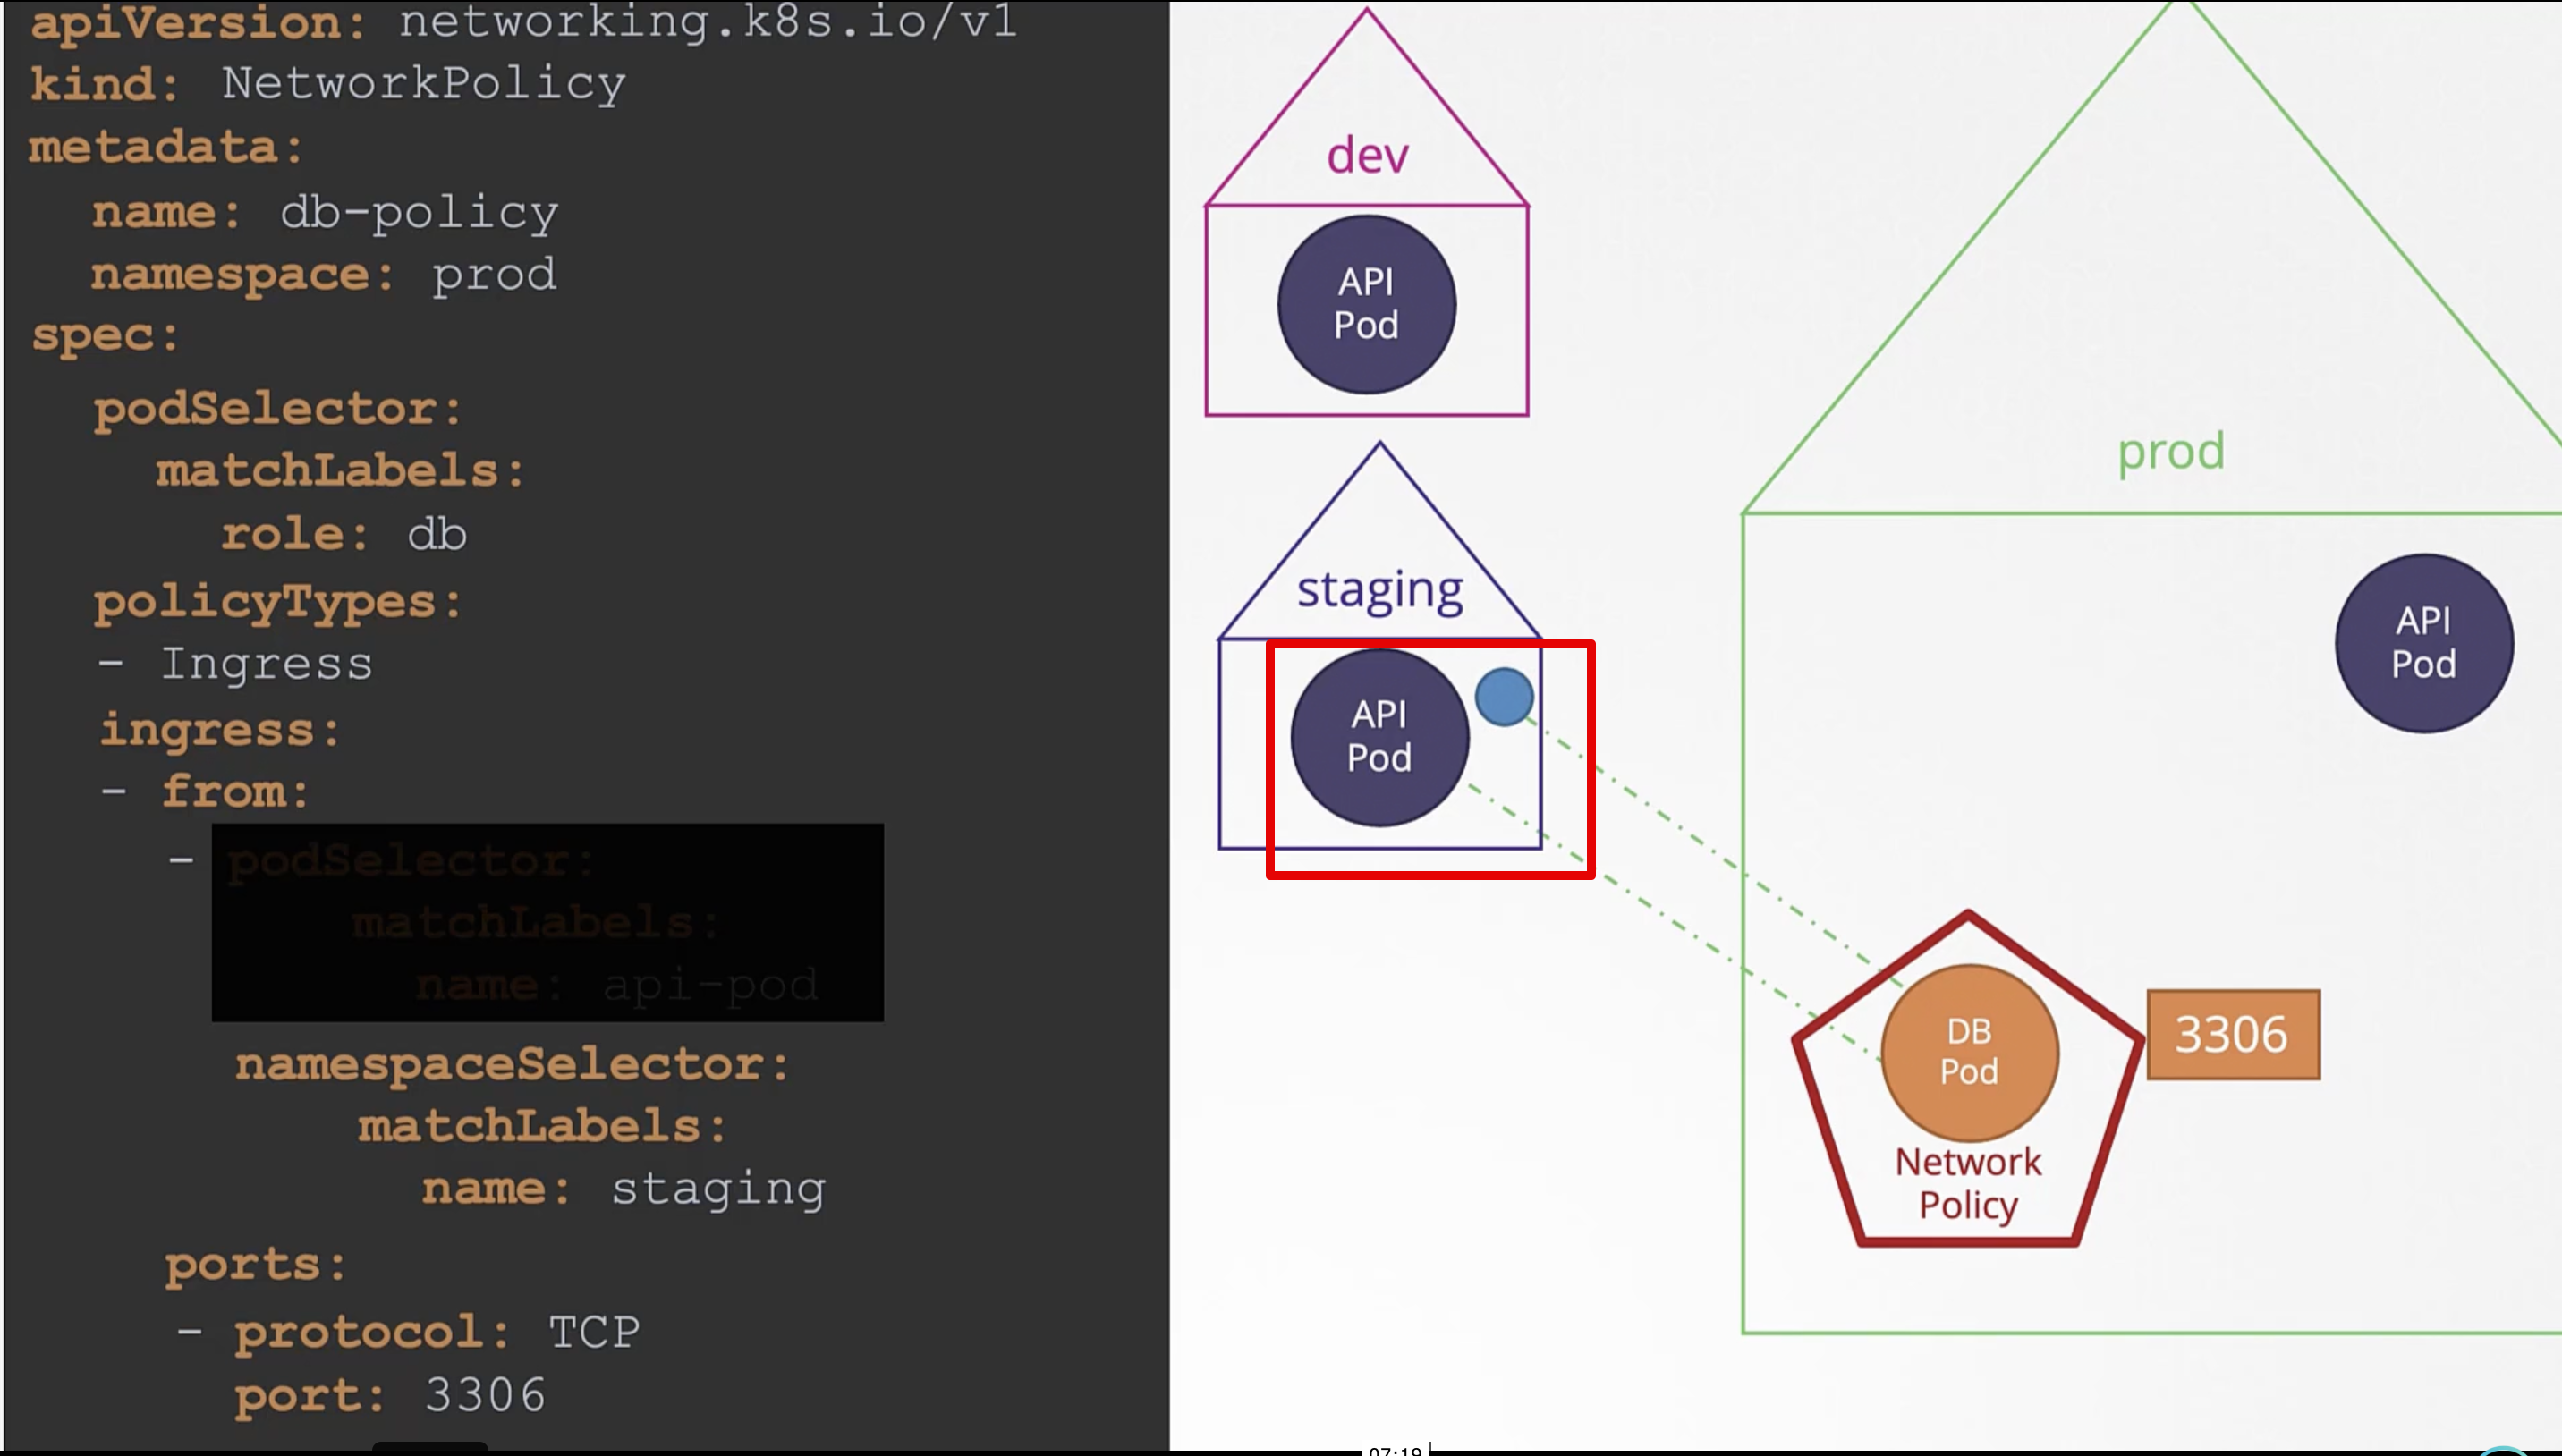 apiVersion: networking.k8s.io/v1
kind: NetworkPolicy
metadata:
name: db-policy
namespace: prod
spec:
podSelector:
matchLabels:
role: db
policyTypes:
- Ingress
ingress:
- from:
- podSelector:
matchLabels:
name: api-pod
namespaceSelector:
matchLabels:
name: staging
ports:
- protocol: TCP
port: 3306
dev
API
Pod
staging
API
Pod
prod
API
Pod
DB
Pod
Network
Policy
3306
07:19